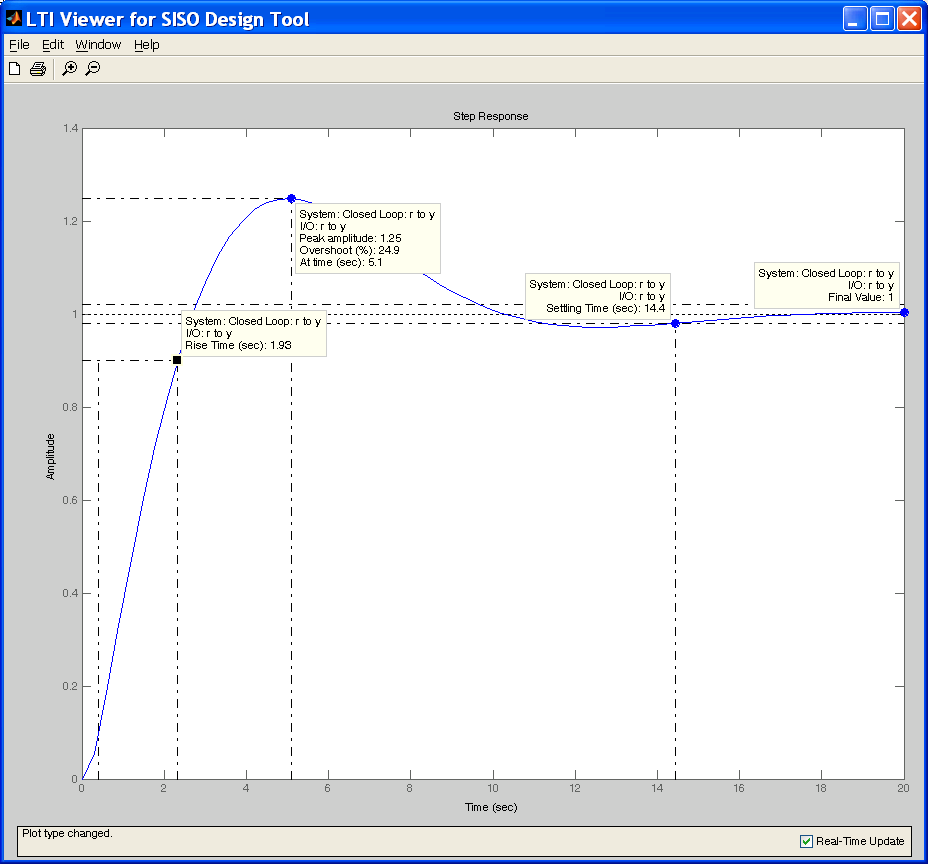 LTI Viewer for SISO Design Tool
File Edit Window Help
Step Response
1.4
1.2
1
0.8
0.6
0.4
0.2
0
Amplitude
System: Closed Loop: r to y
I/O: r to y
Peak amplitude: 1.25
Overshoot (%): 24.9
At time (sec): 5.1
System: Closed Loop: r to y
I/O: r to y
Settling Time (sec): 14.4
System: Closed Loop: r to y
I/O: r to y
Final Value: 1
System: Closed Loop: r to y
I/O: r to y
Rise Time (sec): 1.93
0 2 4 6 8 10 12 14 16 18 20
Time (sec)
Plot type changed.
Real-Time Update